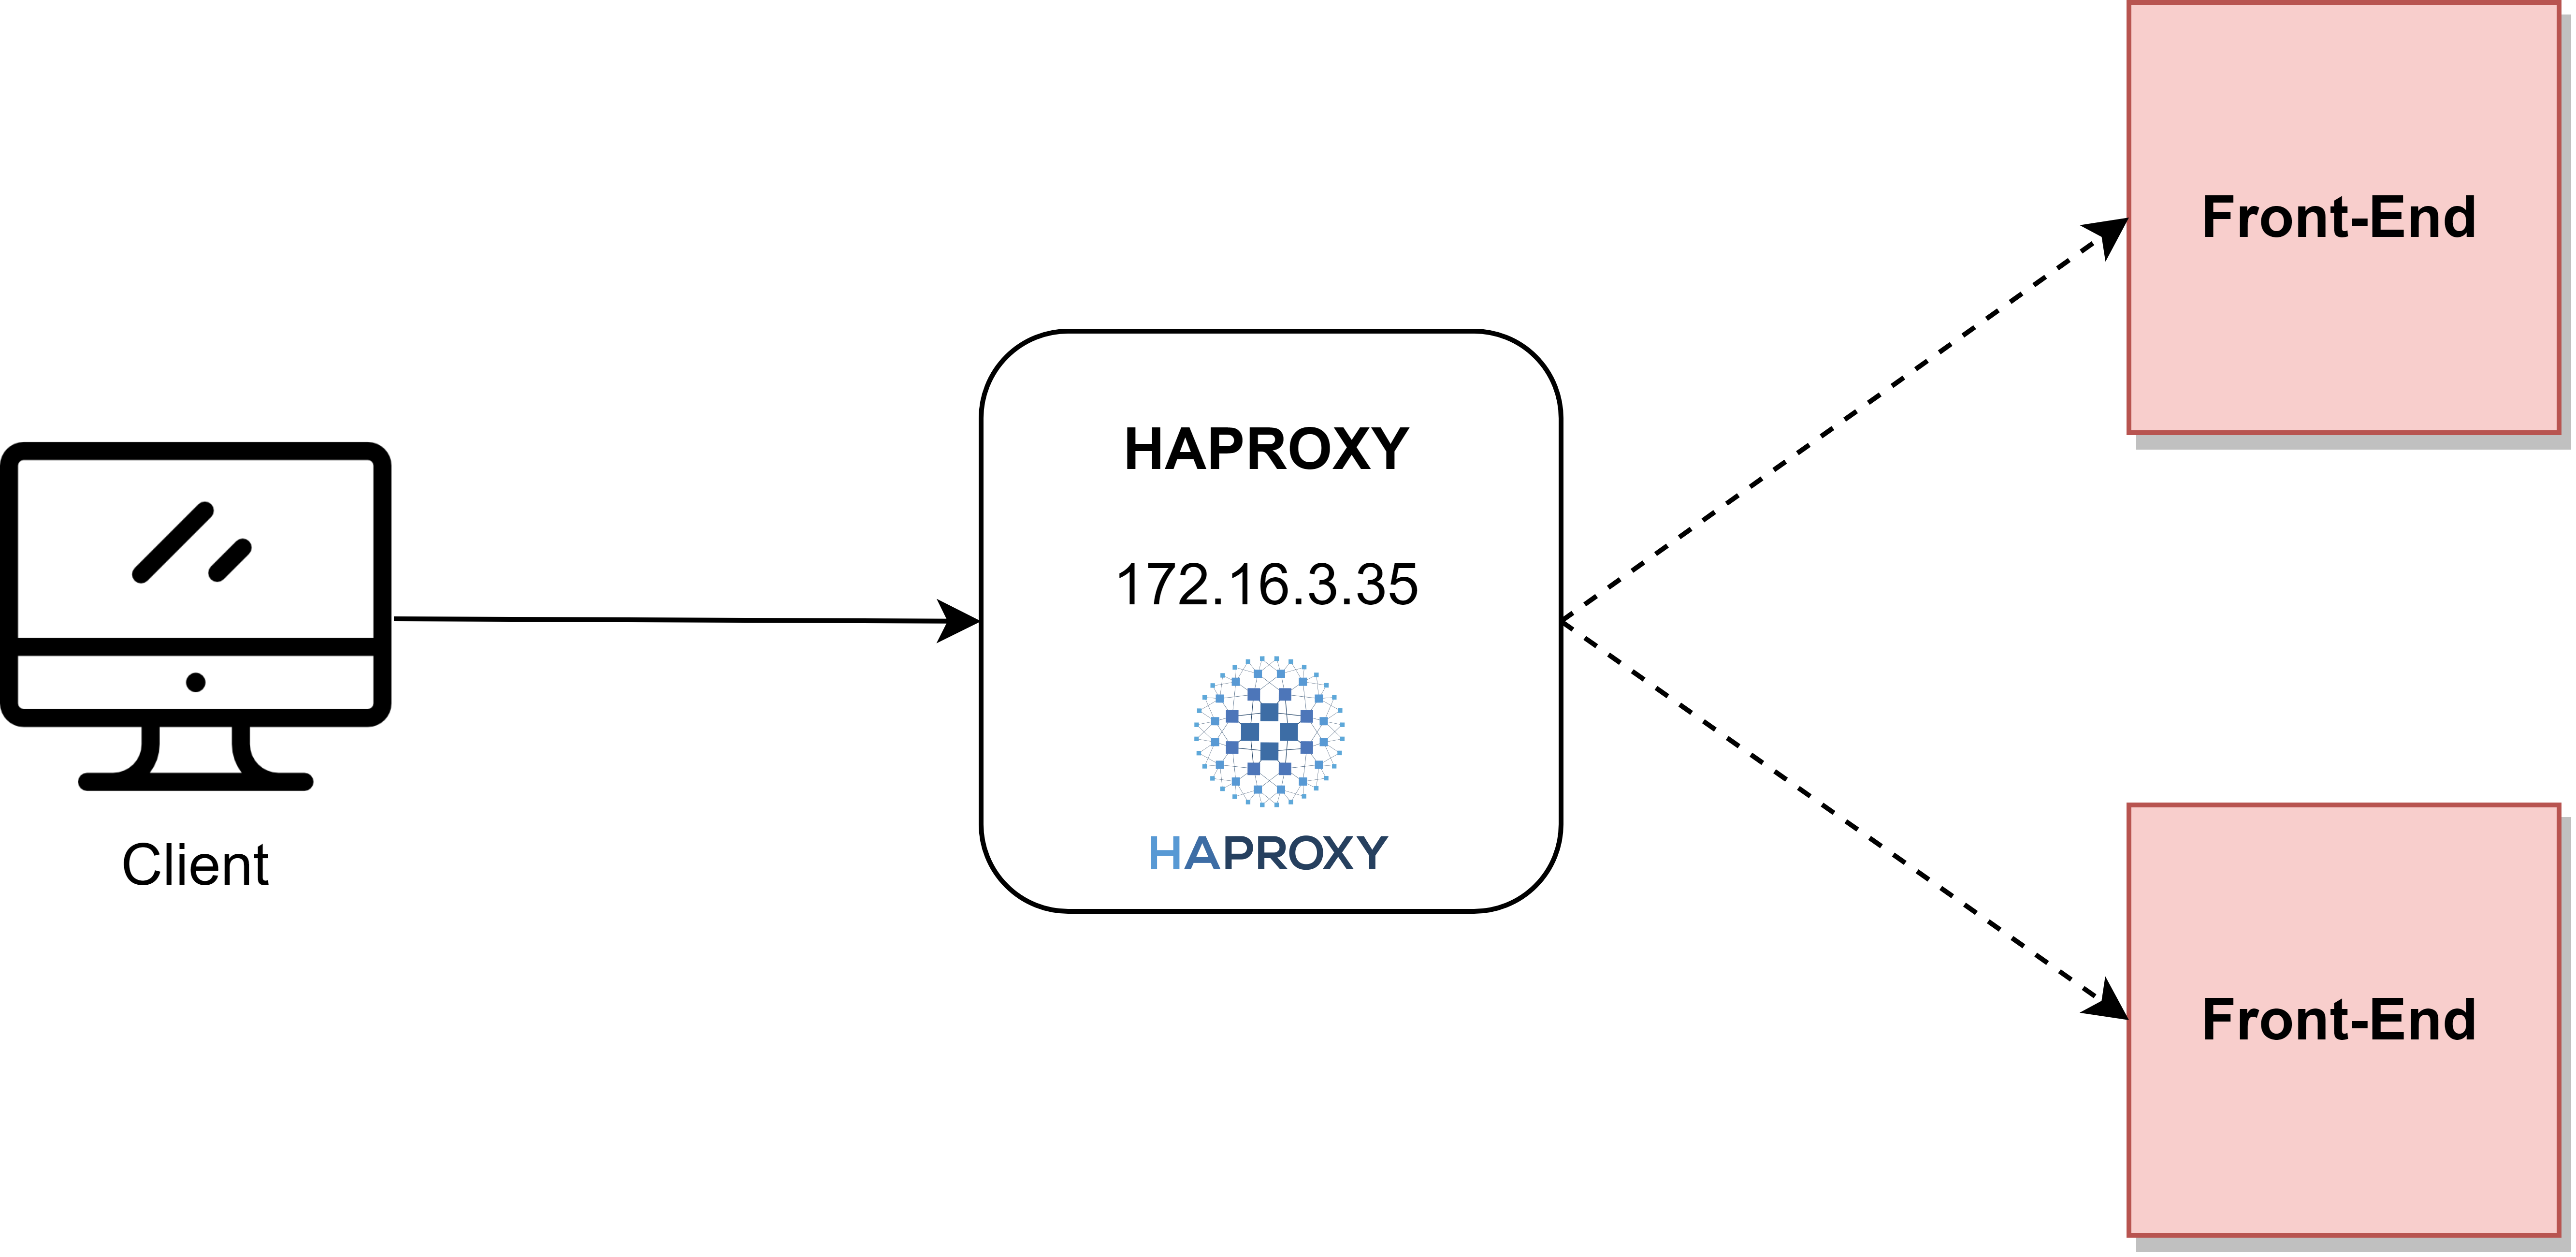 Client
HAPROXY
172.16.3.35
HAPROXY
Front-End
Front-End